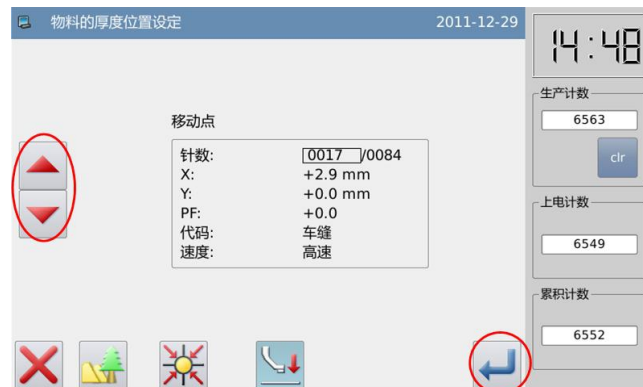 物料的厚度位置设定 2011-12-29
14:48
生产计数
6563
clr
移动点
针数: 0017 /0084
X: +2.9 mm
Y: +0.0 mm
PF: +0.0
代码: 车缝
速度: 高速
上电计数
6549
累积计数
6552